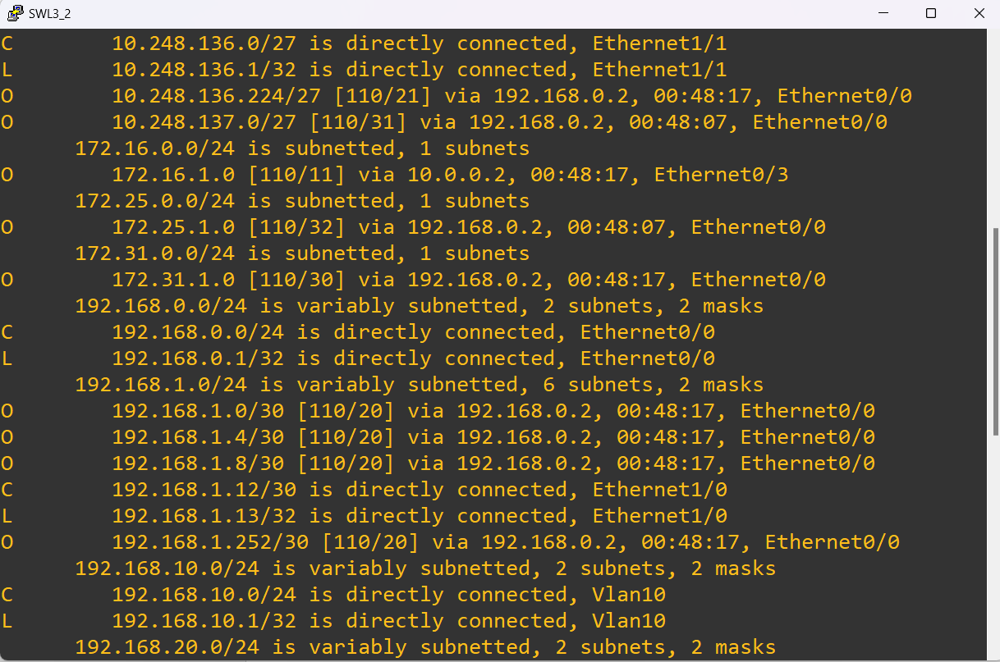 SWL3_2
C        10.248.136.0/27 is directly connected, Ethernet1/1
L        10.248.136.1/32 is directly connected, Ethernet1/1
O        10.248.136.224/27 [110/21] via 192.168.0.2, 00:48:17, Ethernet0/0
O        10.248.137.0/27 [110/31] via 192.168.0.2, 00:48:07, Ethernet0/0
      172.16.0.0/24 is subnetted, 1 subnets
O        172.16.1.0 [110/11] via 10.0.0.2, 00:48:17, Ethernet0/3
      172.25.0.0/24 is subnetted, 1 subnets
O        172.25.1.0 [110/32] via 192.168.0.2, 00:48:07, Ethernet0/0
      172.31.0.0/24 is subnetted, 1 subnets
O        172.31.1.0 [110/30] via 192.168.0.2, 00:48:17, Ethernet0/0
      192.168.0.0/24 is variably subnetted, 2 subnets, 2 masks
C        192.168.0.0/24 is directly connected, Ethernet0/0
L        192.168.0.1/32 is directly connected, Ethernet0/0
      192.168.1.0/24 is variably subnetted, 6 subnets, 2 masks
O        192.168.1.0/30 [110/20] via 192.168.0.2, 00:48:17, Ethernet0/0
O        192.168.1.4/30 [110/20] via 192.168.0.2, 00:48:17, Ethernet0/0
O        192.168.1.8/30 [110/20] via 192.168.0.2, 00:48:17, Ethernet0/0
C        192.168.1.12/30 is directly connected, Ethernet1/0
L        192.168.1.13/32 is directly connected, Ethernet1/0
O        192.168.1.252/30 [110/20] via 192.168.0.2, 00:48:17, Ethernet0/0
      192.168.10.0/24 is variably subnetted, 2 subnets, 2 masks
C        192.168.10.0/24 is directly connected, Vlan10
L        192.168.10.1/32 is directly connected, Vlan10
      192.168.20.0/24 is variably subnetted, 2 subnets, 2 masks